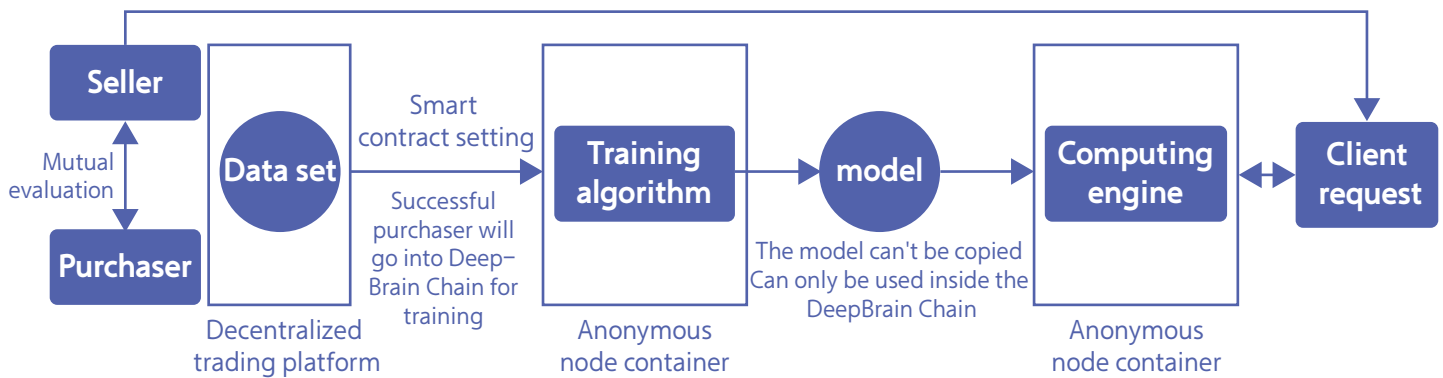 Seller
Mutual
evaluation
Purchaser
Data set
Decentralized
trading platform
Smart
contract setting
Successful
purchaser will
go into Deep-
Brain Chain for
training
Training
algorithm
Anonymous
node container
model
The model can't be copied
Can only be used inside the
DeepBrain Chain
Computing
engine
Anonymous
node container
Client
request